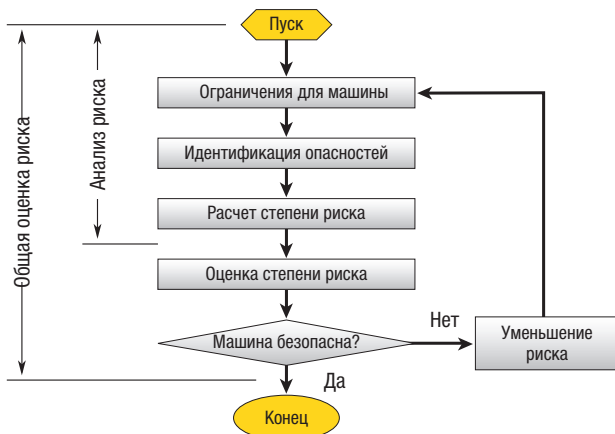 Пуск
Общая оценка риска
Анализ риска
Ограничения для машины
Идентификация опасностей
Расчет степени риска
Оценка степени риска
Машина безопасна?
Нет
Уменьшение
риска
Да
Конец